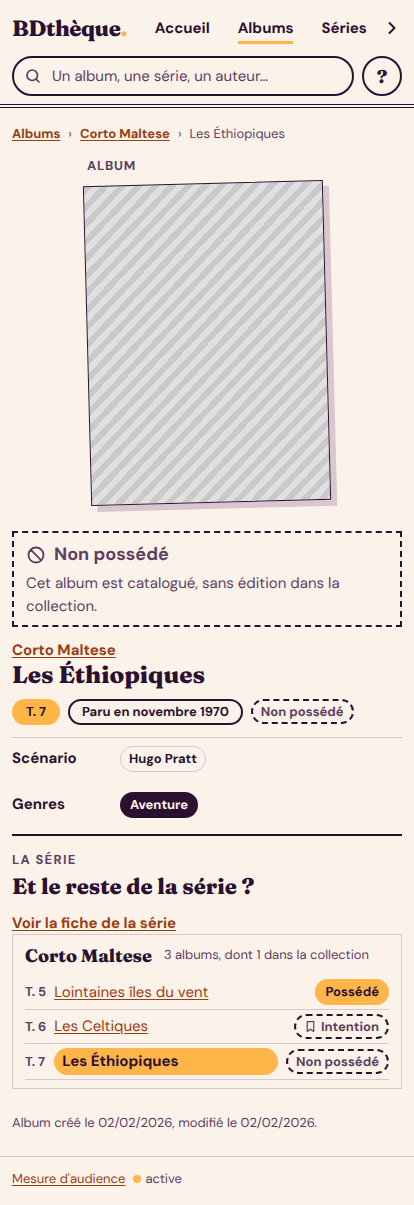 BDthèque. Accueil Albums Séries
Un album, une série, un auteur... ?
Albums › Corto Maltese › Les Éthiopiques
ALBUM
Non possédé
Cet album est catalogué, sans édition dans la
collection.
Corto Maltese
Les Éthiopiques
T. 7 Paru en novembre 1970 Non possédé
Scénario Hugo Pratt
Genres Aventure
LA SÉRIE
Et le reste de la série ?
Voir la fiche de la série
Corto Maltese 3 albums, dont 1 dans la collection
T. 5 Lointaines îles du vent Possédé
T. 6 Les Celtiques Intention
T. 7 Les Éthiopiques Non possédé
Album créé le 02/02/2026, modifié le 02/02/2026.
Mesure d'audience active